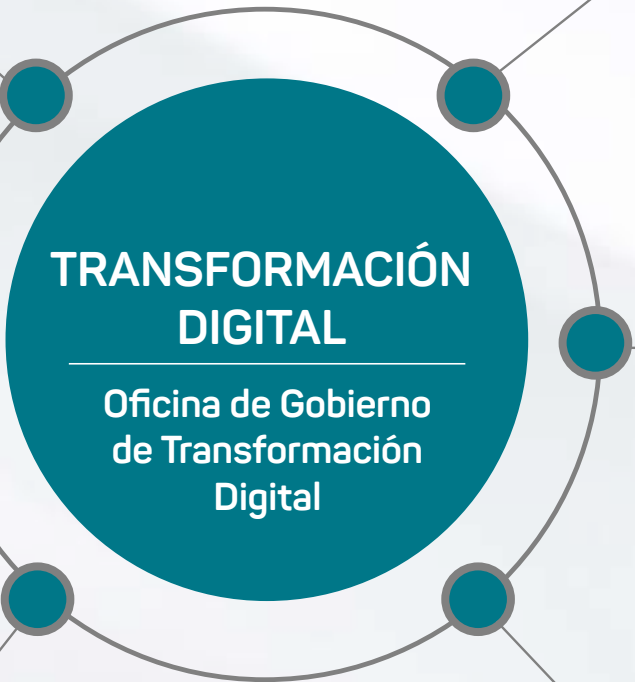 TRANSFORMACIÓN
DIGITAL
Oficina de Gobierno
de Transformación
Digital